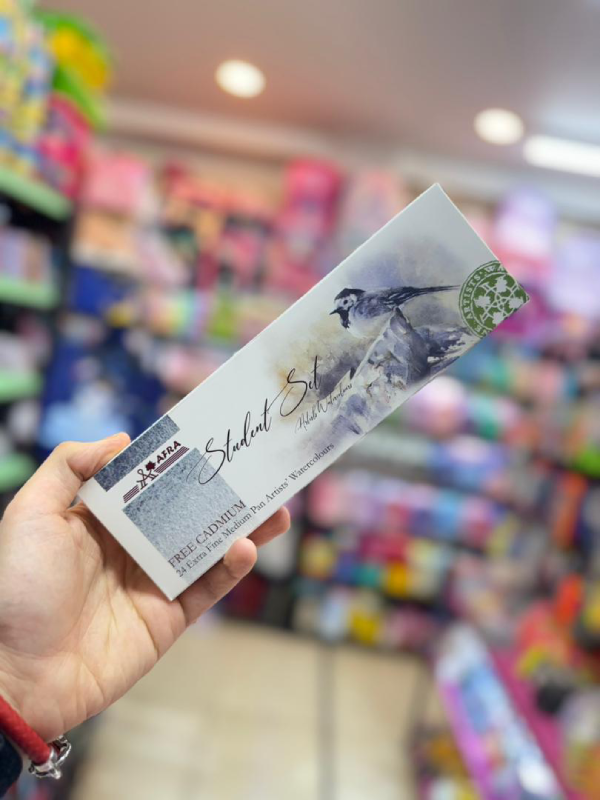 AFRA
Student Set
FREE CADMIUM
24 Extra Fine Medium Pan Artists' Watercolours